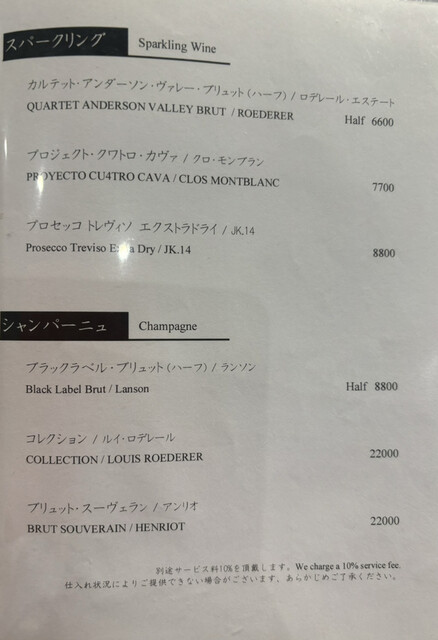 スパークリング Sparkling Wine
カルテット・アンダーソン・ヴァレー・ブリュット(ハーフ) / ロデレール・エステート
QUARTET ANDERSON VALLEY BRUT / ROEDERER Half 6600
プロジェクト・クワトロ・カヴァ / クロ・モンブラン
PROYECTO CU4TRO CAVA / CLOS MONTBLANC 7700
プロセッコ トレヴィソ エクストラドライ / JK.14
Prosecco Treviso Extra Dry / JK.14 8800
シャンパーニュ Champagne
ブラックラベル・ブリュット(ハーフ) / ランソン
Black Label Brut / Lanson Half 8800
コレクション / ルイ・ロデレール
COLLECTION / LOUIS ROEDERER 22000
ブリュット・スーヴェラン / アンリオ
BRUT SOUVERAIN / HENRIOT 22000
別途サービス料10%を頂戴します。We charge a 10% service fee.
仕入れ状況によりご提供できない場合がございます。あらかじめご了承ください。